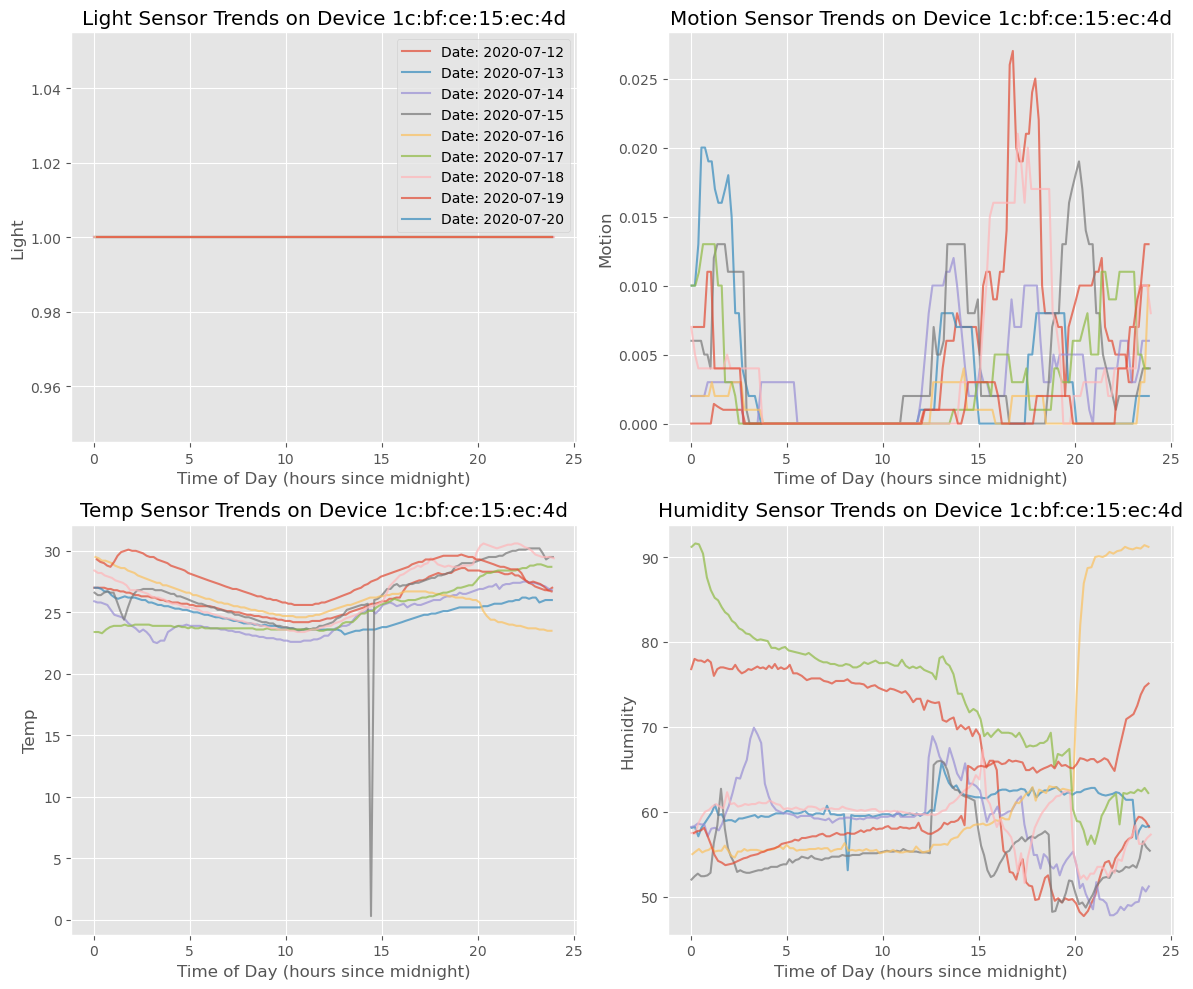 Light Sensor Trends on Device 1c:bf:ce:15:ec:4d
Light
1.04
1.02
1.00
0.98
0.96
Date: 2020-07-12
Date: 2020-07-13
Date: 2020-07-14
Date: 2020-07-15
Date: 2020-07-16
Date: 2020-07-17
Date: 2020-07-18
Date: 2020-07-19
Date: 2020-07-20
0 5 10 15 20 25
Time of Day (hours since midnight)
Motion Sensor Trends on Device 1c:bf:ce:15:ec:4d
Motion
0.025
0.020
0.015
0.010
0.005
0.000
0 5 10 15 20 25
Time of Day (hours since midnight)
Temp Sensor Trends on Device 1c:bf:ce:15:ec:4d
Temp
30
25
20
15
10
5
0
0 5 10 15 20 25
Time of Day (hours since midnight)
Humidity Sensor Trends on Device 1c:bf:ce:15:ec:4d
Humidity
90
80
70
60
50
0 5 10 15 20 25
Time of Day (hours since midnight)